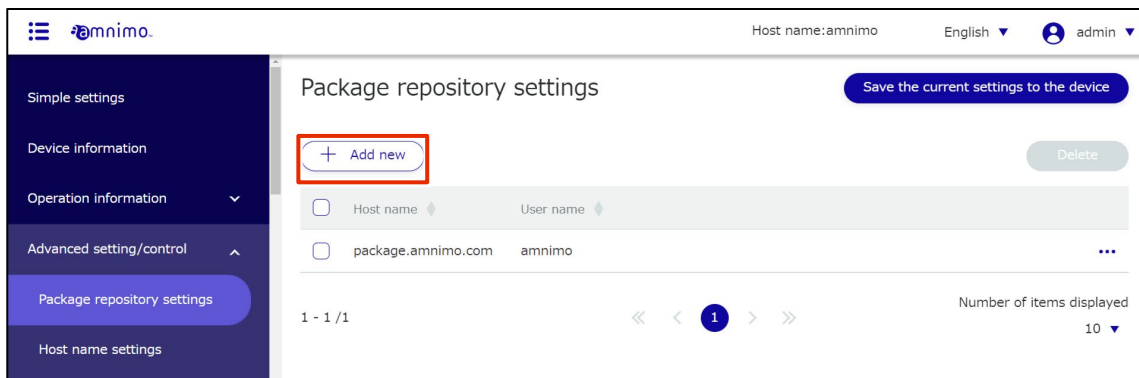 amnimo
Host name:amnimo
English
admin
Simple settings
Device information
Operation information
Advanced setting/control
Package repository settings
Host name settings
Package repository settings
Save the current settings to the device
+ Add new
Delete
Host name User name
package.amnimo.com amnimo ...
1 - 1 /1
« < 1 > »
Number of items displayed
10